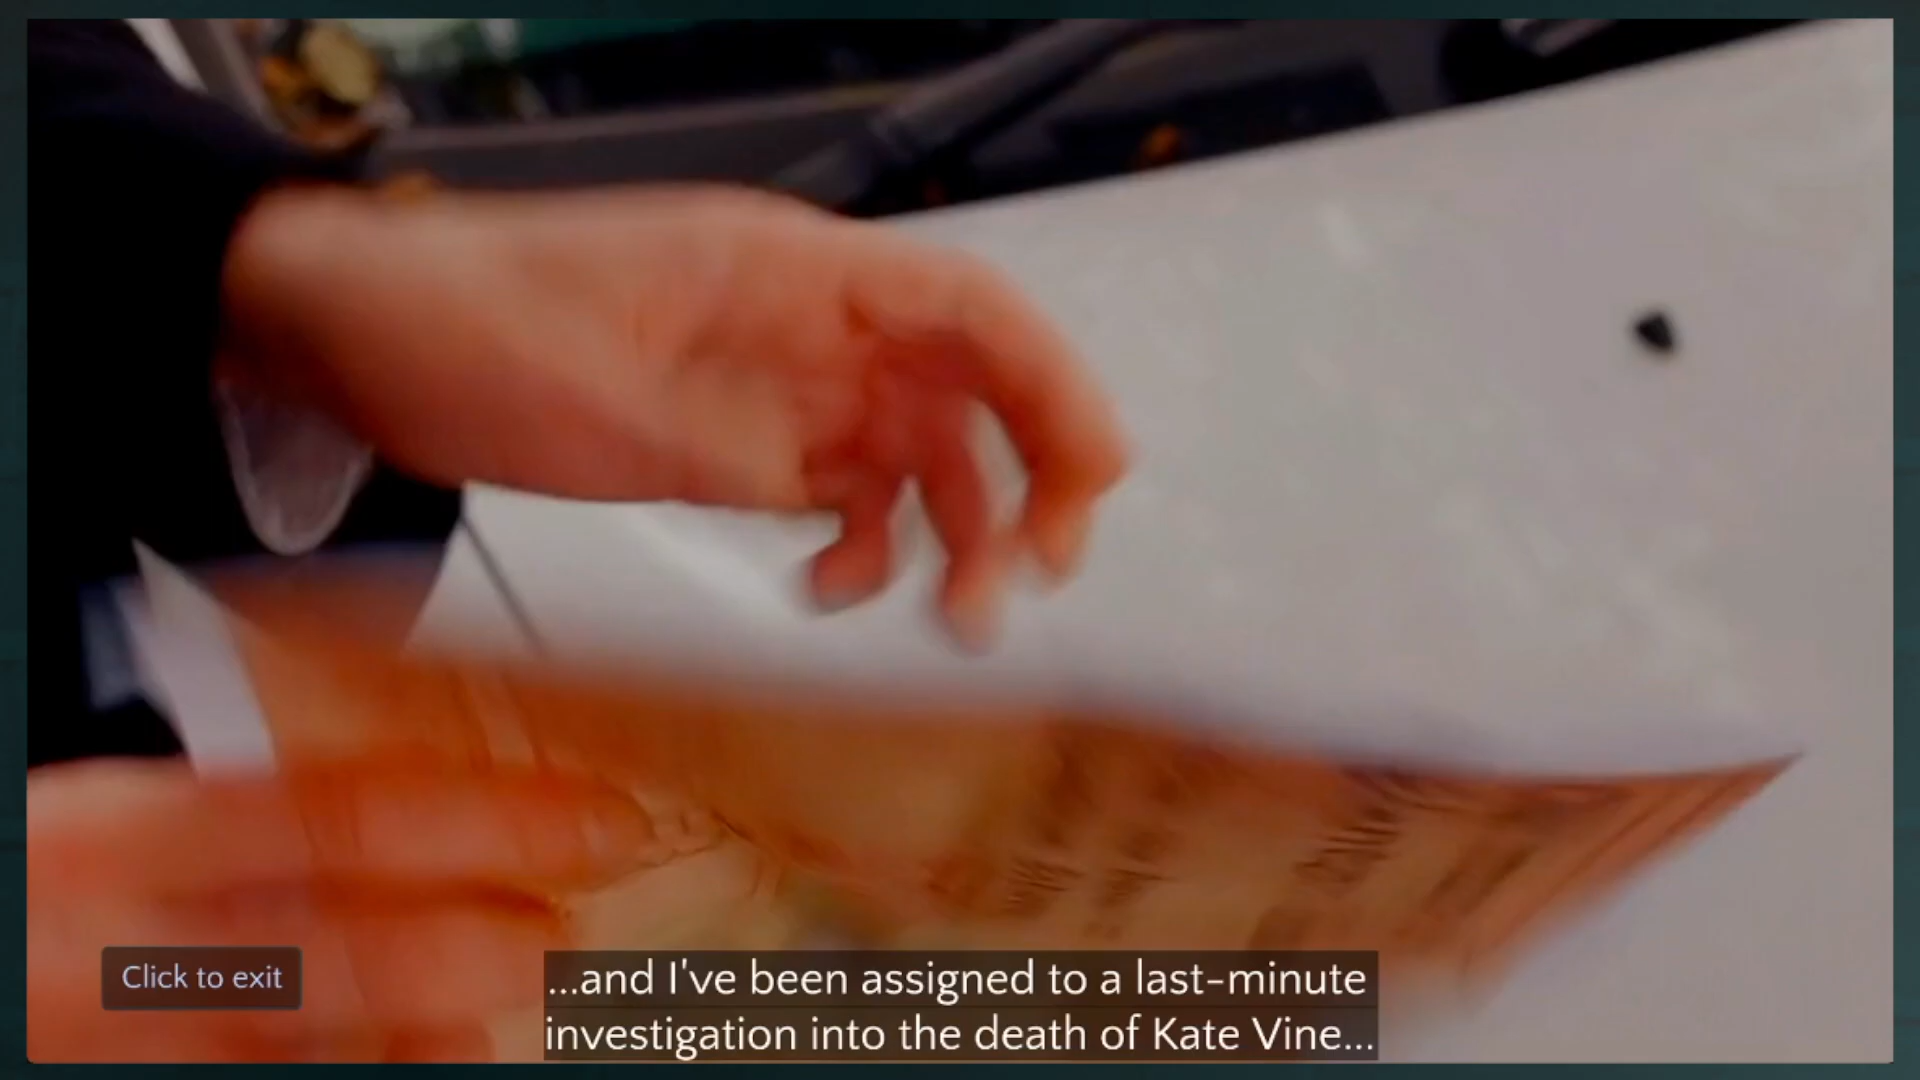 ...and I've been assigned to a last-minute
investigation into the death of Kate Vine...
Click to exit